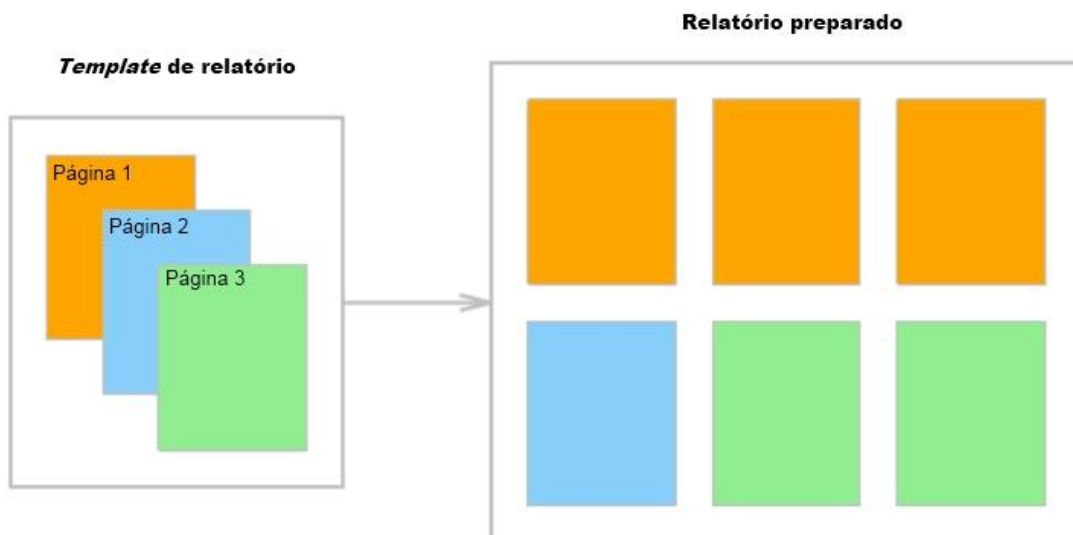 Relatório preparado
Template de relatório
Página 1
Página 2
Página 3